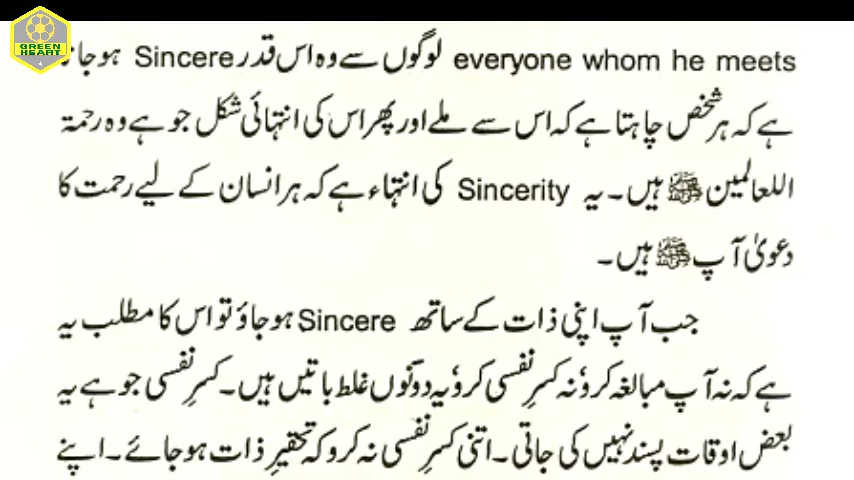 GREEN
HEART
everyone whom he meets لوگوں سے وہ اس قدر Sincere ہو جاتا
ہے کہ ہر شخص چاہتا ہے کہ اس سے ملے اور پھر اس کی انتہائی شکل جو ہے وہ رحمۃ
اللعالمین ﷺ ہیں۔ یہ Sincerity کی انتہاء ہے کہ ہر انسان کے لیے رحمت کا
دعویٰ آپ ﷺ ہیں۔
جب آپ اپنی ذات کے ساتھ Sincere ہو جاؤ تو اس کا مطلب یہ
ہے کہ نہ آپ مبالغہ کرو نہ کسرِ نفسی کرو، یہ دونوں غلط باتیں ہیں۔ کسرِ نفسی جو ہے یہ
بعض اوقات پسند نہیں کی جاتی۔ اتنی کسرِ نفسی نہ کرو کہ تحقیرِ ذات ہو جائے۔ اپنے